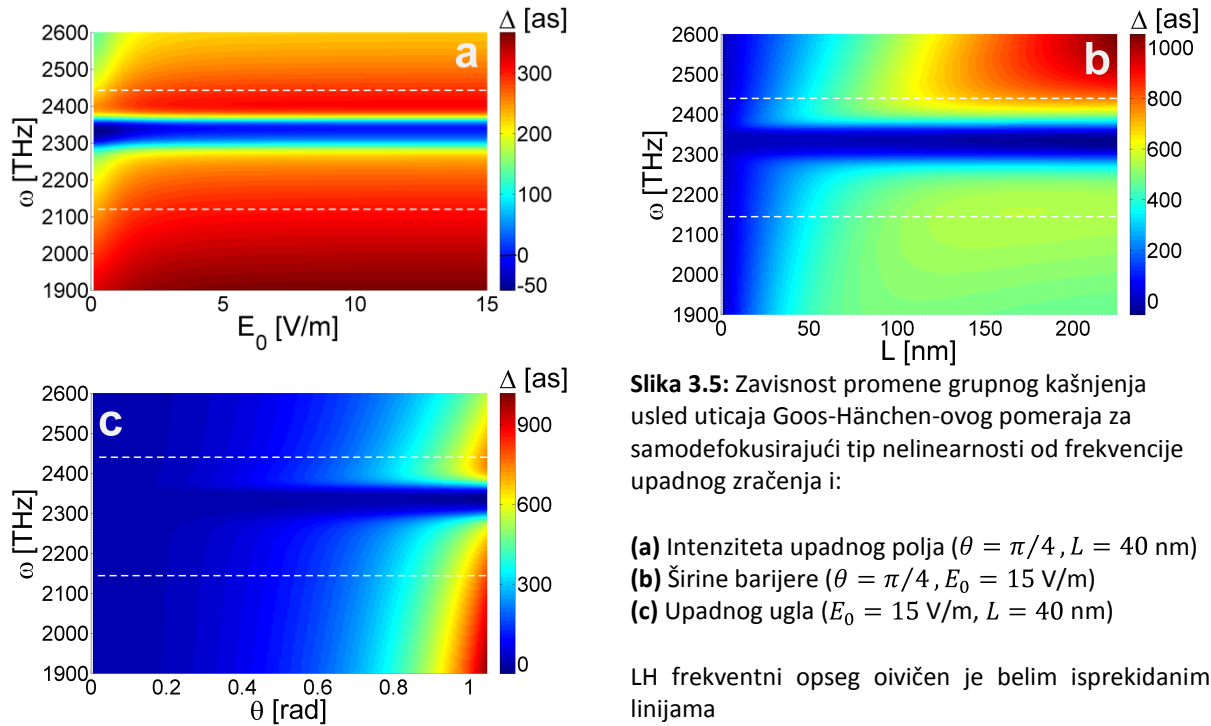 Δ [as]
2600
2500
2400
2300
2200
2100
2000
1900
ω [THz]
a
300
200
100
0
-50
0
5
10
15
E₀ [V/m]
Δ [as]
2600
2500
2400
2300
2200
2100
2000
1900
ω [THz]
b
1000
800
600
400
200
0
0
50
100
150
200
L [nm]
Δ [as]
2600
2500
2400
2300
2200
2100
2000
1900
ω [THz]
c
900
600
300
0
0
0.2
0.4
0.6
0.8
1
θ [rad]
Slika 3.5: Zavisnost promene grupnog kašnjenja
usled uticaja Goos-Hänchen-ovog pomeraja za
samodefokusirajući tip nelinearnosti od frekvencije
upadnog zračenja i:
(a) Intenziteta upadnog polja (θ = π/4 , L = 40 nm)
(b) Širine barijere (θ = π/4 , E₀ = 15 V/m)
(c) Upadnog ugla (E₀ = 15 V/m, L = 40 nm)
LH frekventni opseg oivičen je belim isprekidanim
linijama